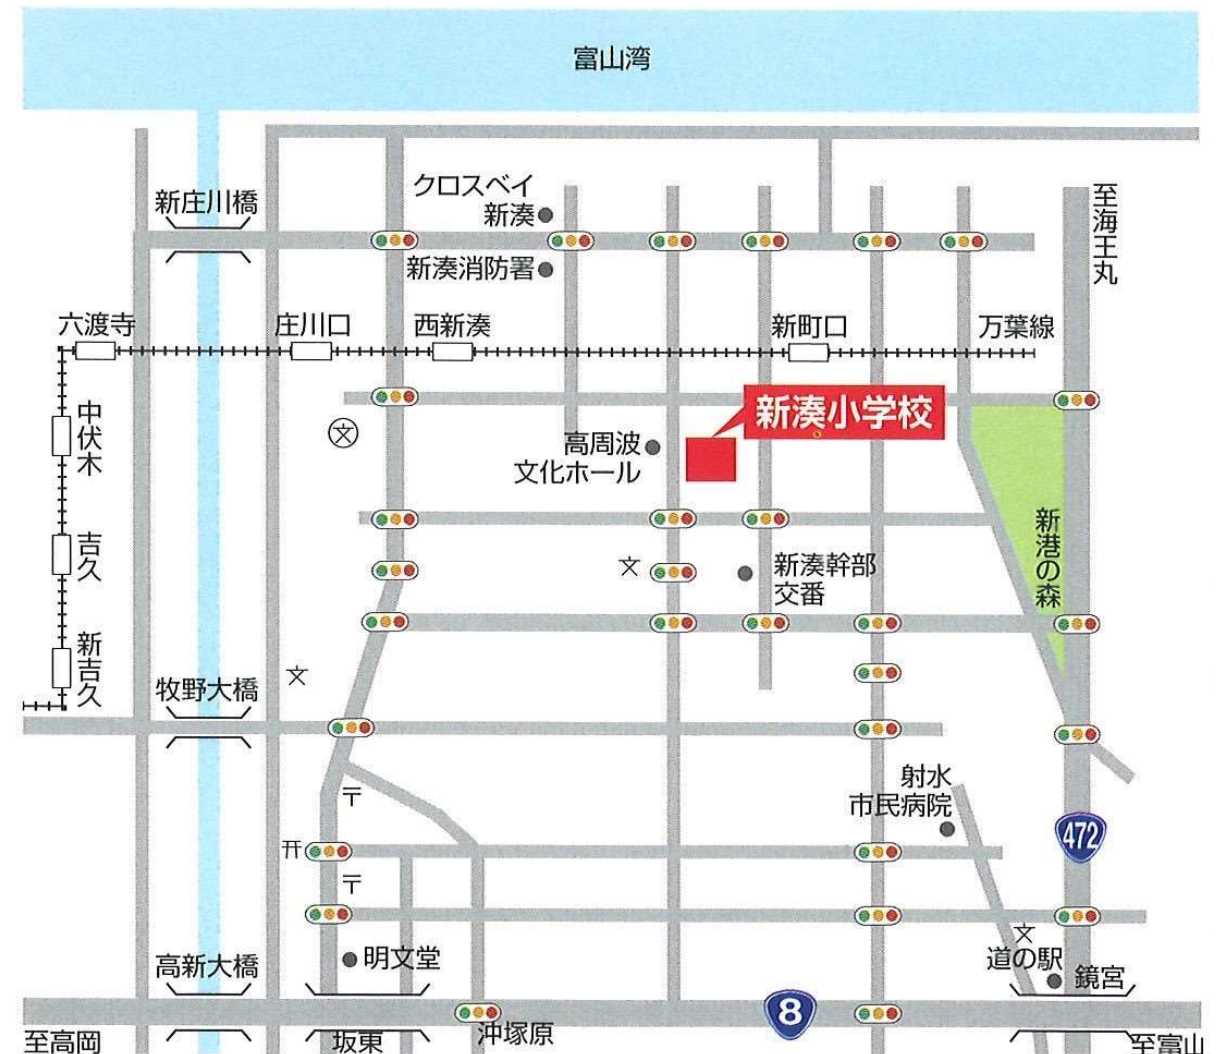 富山湾
クロスベイ
新湊
新庄川橋
至海王丸
新湊消防署
六渡寺
庄川口
西新湊
新町口
万葉線
新湊小学校
中伏木
文
高周波
文化ホール
新港の森
吉久
文
新湊幹部
交番
新吉久
文
牧野大橋
射水
市民病院
〒
472
〒
文
明文堂
高新大橋
道の駅
鏡宮
8
至高岡
坂東
沖塚原
至富山